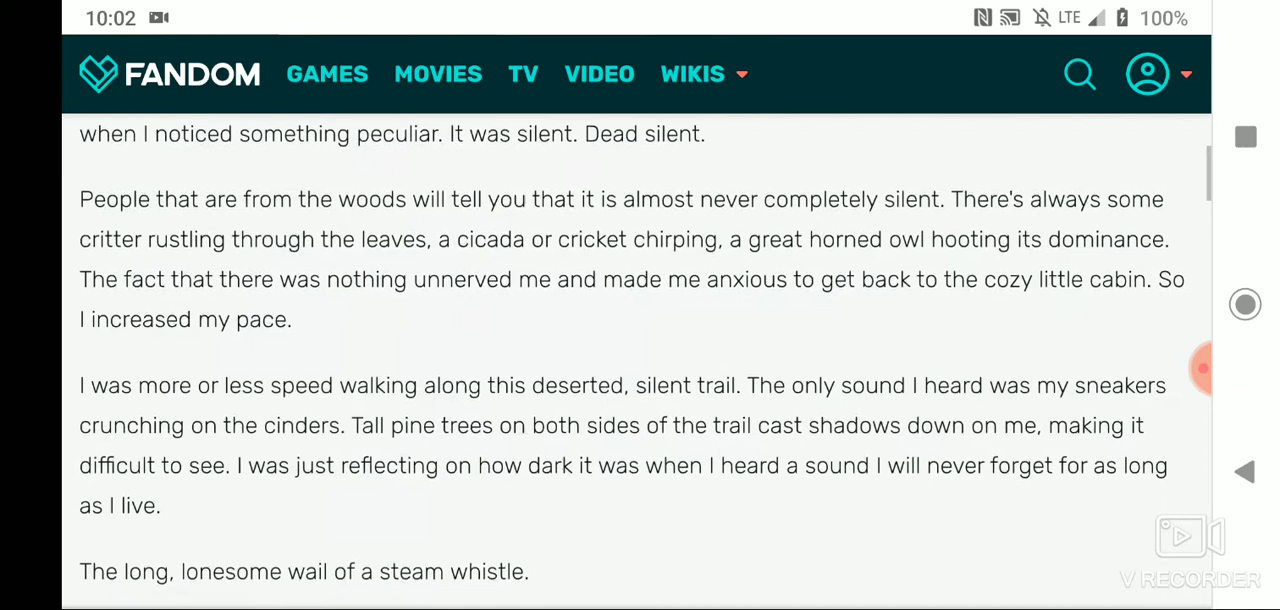 10:02 LTE 100%
FANDOM GAMES MOVIES TV VIDEO WIKIS
when I noticed something peculiar. It was silent. Dead silent.
People that are from the woods will tell you that it is almost never completely silent. There's always some
critter rustling through the leaves, a cicada or cricket chirping, a great horned owl hooting its dominance.
The fact that there was nothing unnerved me and made me anxious to get back to the cozy little cabin. So
I increased my pace.
I was more or less speed walking along this deserted, silent trail. The only sound I heard was my sneakers
crunching on the cinders. Tall pine trees on both sides of the trail cast shadows down on me, making it
difficult to see. I was just reflecting on how dark it was when I heard a sound I will never forget for as long
as I live.
The long, lonesome wail of a steam whistle.
V RECORDER